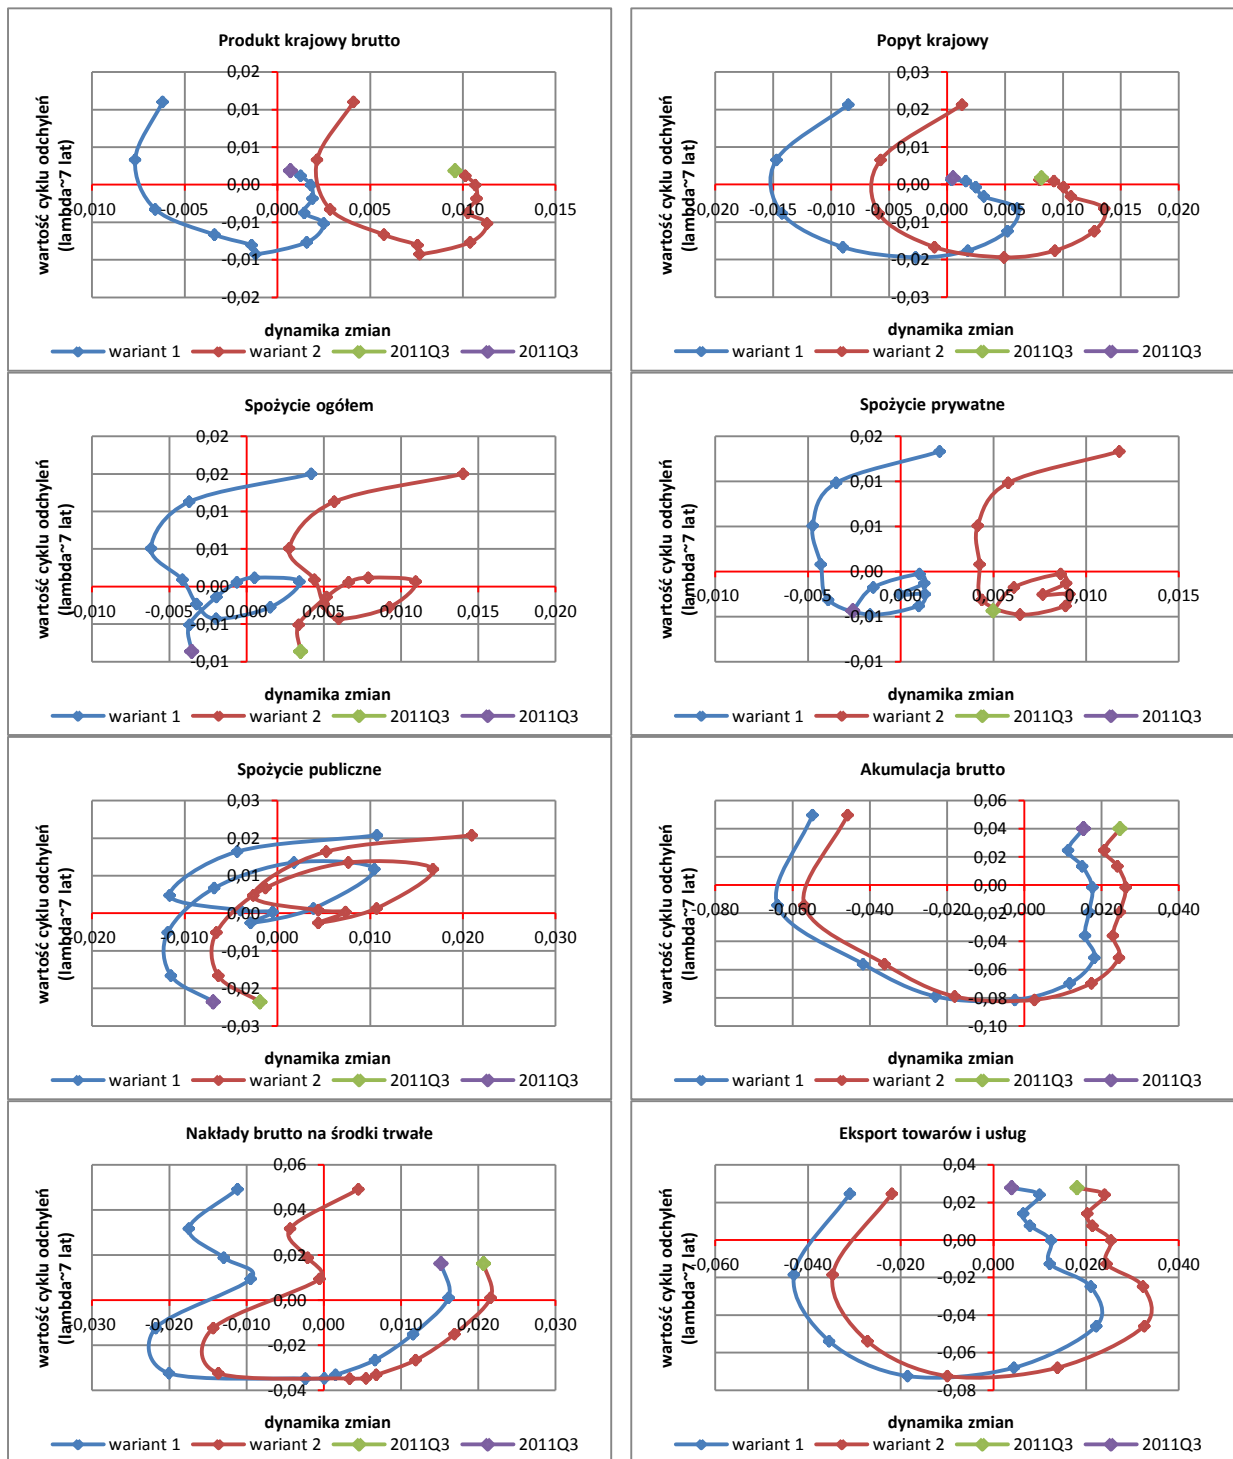 Produkt krajowy brutto
wartość cyklu odchyleń
(lambda~7 lat)
0,02
0,01
0,01
0,00
-0,01
-0,01
-0,02
-0,010
-0,005
0,000
0,005
0,010
0,015
dynamika zmian
wariant 1
wariant 2
2011Q3
2011Q3
Popyt krajowy
wartość cyklu odchyleń
(lambda~7 lat)
0,03
0,02
0,01
0,00
-0,01
-0,02
-0,03
-0,020
-0,015
-0,010
-0,005
0,000
0,005
0,010
0,015
0,020
dynamika zmian
wariant 1
wariant 2
2011Q3
2011Q3
Spożycie ogółem
wartość cyklu odchyleń
(lambda~7 lat)
0,02
0,02
0,01
0,01
0,00
-0,01
-0,01
-0,010
-0,005
0,000
0,005
0,010
0,015
0,020
dynamika zmian
wariant 1
wariant 2
2011Q3
2011Q3
Spożycie prywatne
wartość cyklu odchyleń
(lambda~7 lat)
0,02
0,01
0,01
0,00
-0,01
-0,01
-0,010
-0,005
0,000
0,005
0,010
0,015
dynamika zmian
wariant 1
wariant 2
2011Q3
2011Q3
Spożycie publiczne
wartość cyklu odchyleń
(lambda~7 lat)
0,03
0,02
0,01
0,00
-0,01
-0,02
-0,03
-0,020
-0,010
0,000
0,010
0,020
0,030
dynamika zmian
wariant 1
wariant 2
2011Q3
2011Q3
Akumulacja brutto
wartość cyklu odchyleń
(lambda~7 lat)
0,06
0,04
0,02
0,00
-0,02
-0,04
-0,06
-0,08
-0,10
-0,080
-0,060
-0,040
-0,020
0,000
0,020
0,040
dynamika zmian
wariant 1
wariant 2
2011Q3
2011Q3
Nakłady brutto na środki trwałe
wartość cyklu odchyleń
(lambda~7 lat)
0,06
0,04
0,02
0,00
-0,02
-0,04
-0,030
-0,020
-0,010
0,000
0,010
0,020
0,030
dynamika zmian
wariant 1
wariant 2
2011Q3
2011Q3
Eksport towarów i usług
wartość cyklu odchyleń
(lambda~7 lat)
0,04
0,02
0,00
-0,02
-0,04
-0,06
-0,08
-0,060
-0,040
-0,020
0,000
0,020
0,040
dynamika zmian
wariant 1
wariant 2
2011Q3
2011Q3